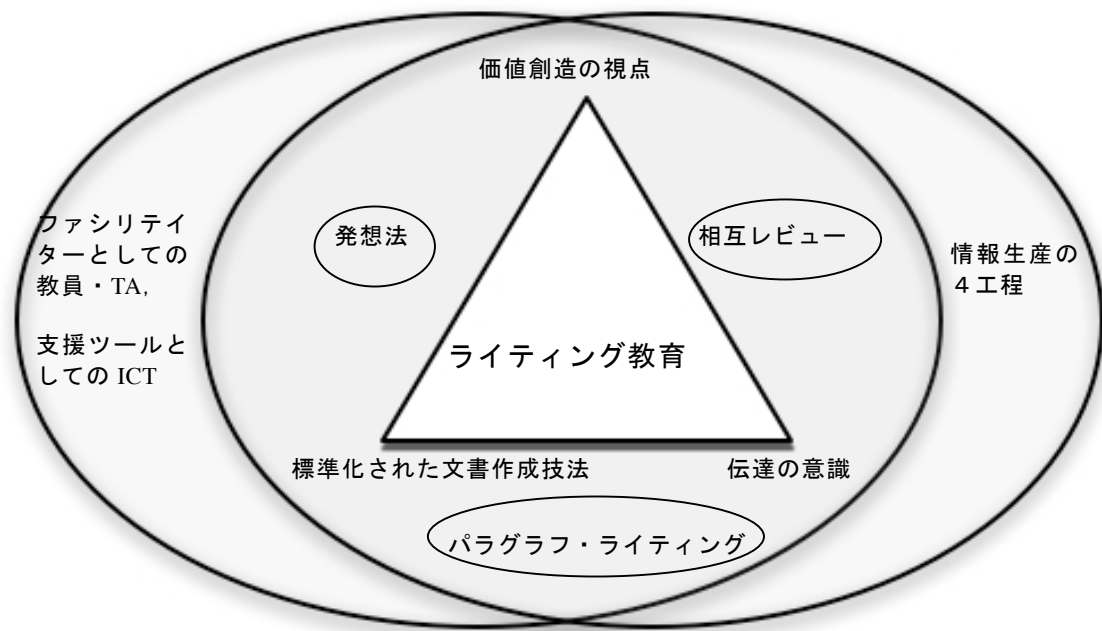 価値創造の視点
ファシリテイ
ターとしての
教員・TA,
支援ツールと
しての ICT
発想法
相互レビュー
情報生産の
４工程
ライティング教育
標準化された文書作成技法
伝達の意識
パラグラフ・ライティング